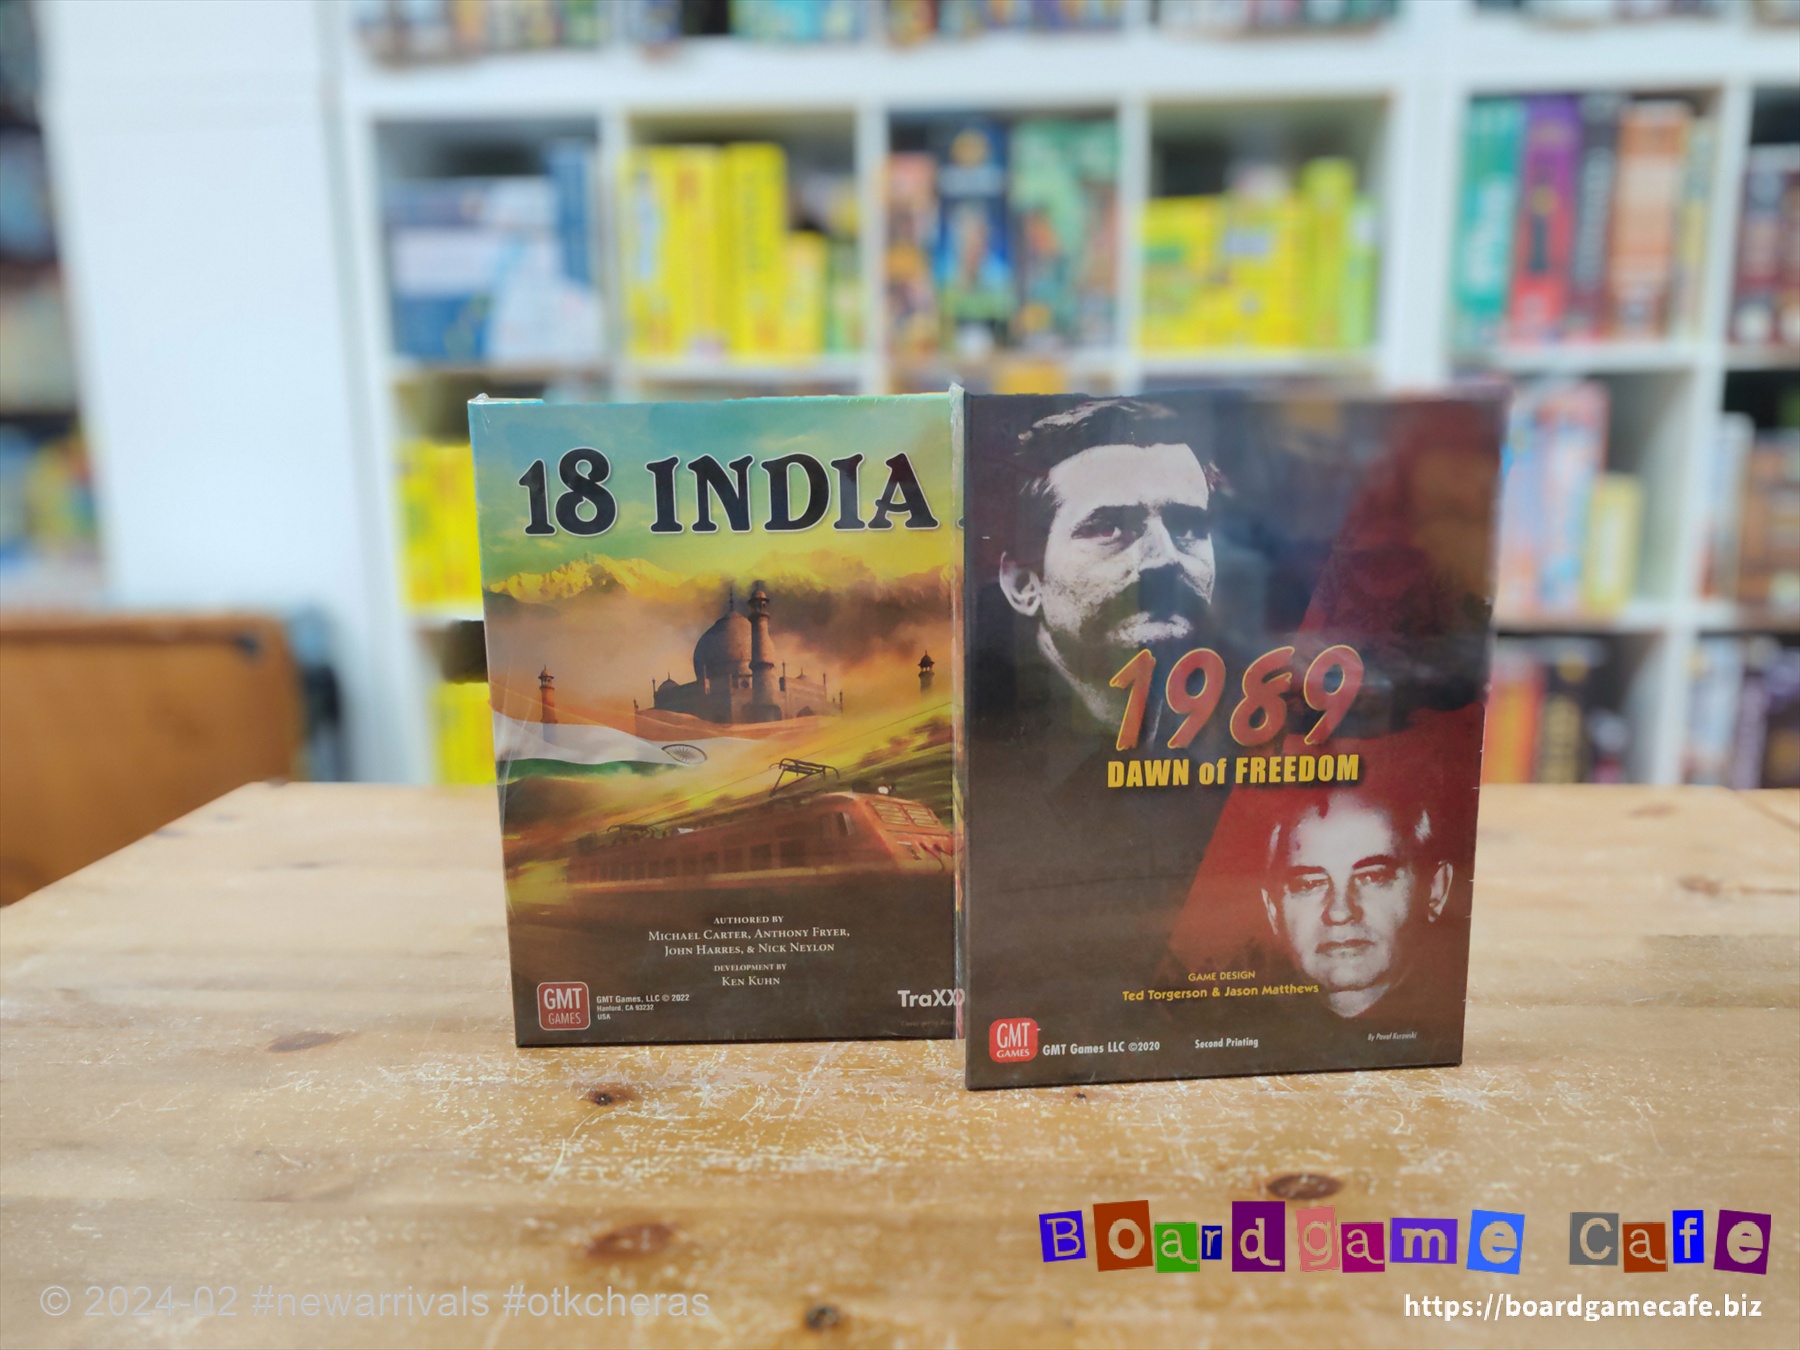 18 INDIA
AUTHORED BY
MICHAEL CARTER, ANTHONY FRYER,
JOHN HARRES, & NICK NEYLON
DEVELOPMENT BY
KEN KUHN
GMT
GAMES
GMT Games, LLC © 2022
Hanford, CA 93232
USA
TraXX
1989
DAWN of FREEDOM
GAME DESIGN
Ted Torgerson & Jason Matthews
GMT
GAMES
GMT Games LLC ©2020
Second Printing
Boardgame Cafe
© 2024-02 #newarrivals #otkcheras
https://boardgamecafe.biz